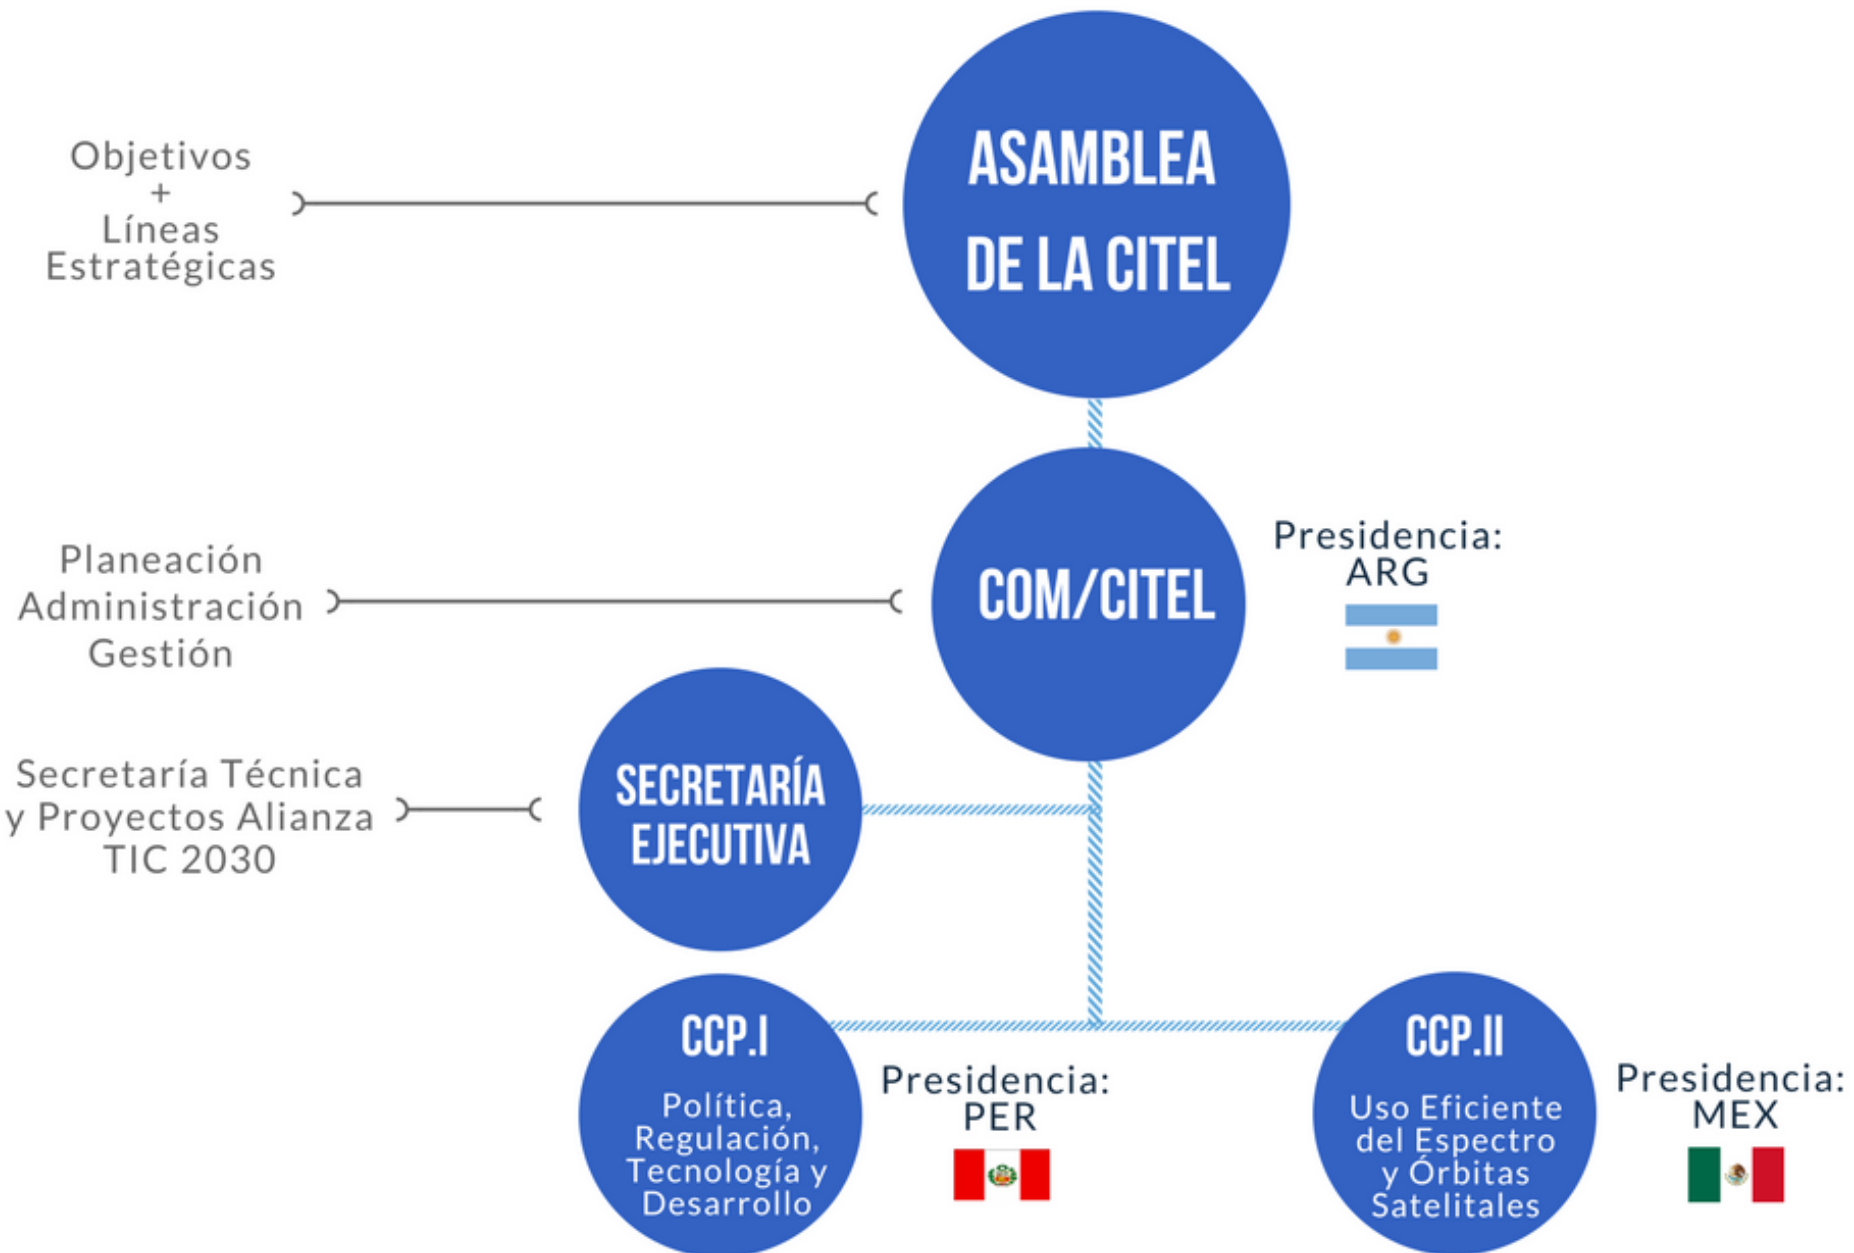 ASAMBLEA
DE LA CITEL
Objetivos
+
Líneas
Estratégicas
COM/CITEL
Presidencia:
ARG
Planeación
Administración
Gestión
SECRETARÍA
EJECUTIVA
Secretaría Técnica
y Proyectos Alianza
TIC 2030
CCP.I
Política,
Regulación,
Tecnología y
Desarrollo
Presidencia:
PER
CCP.II
Uso Eficiente
del Espectro
y Órbitas
Satelitales
Presidencia:
MEX